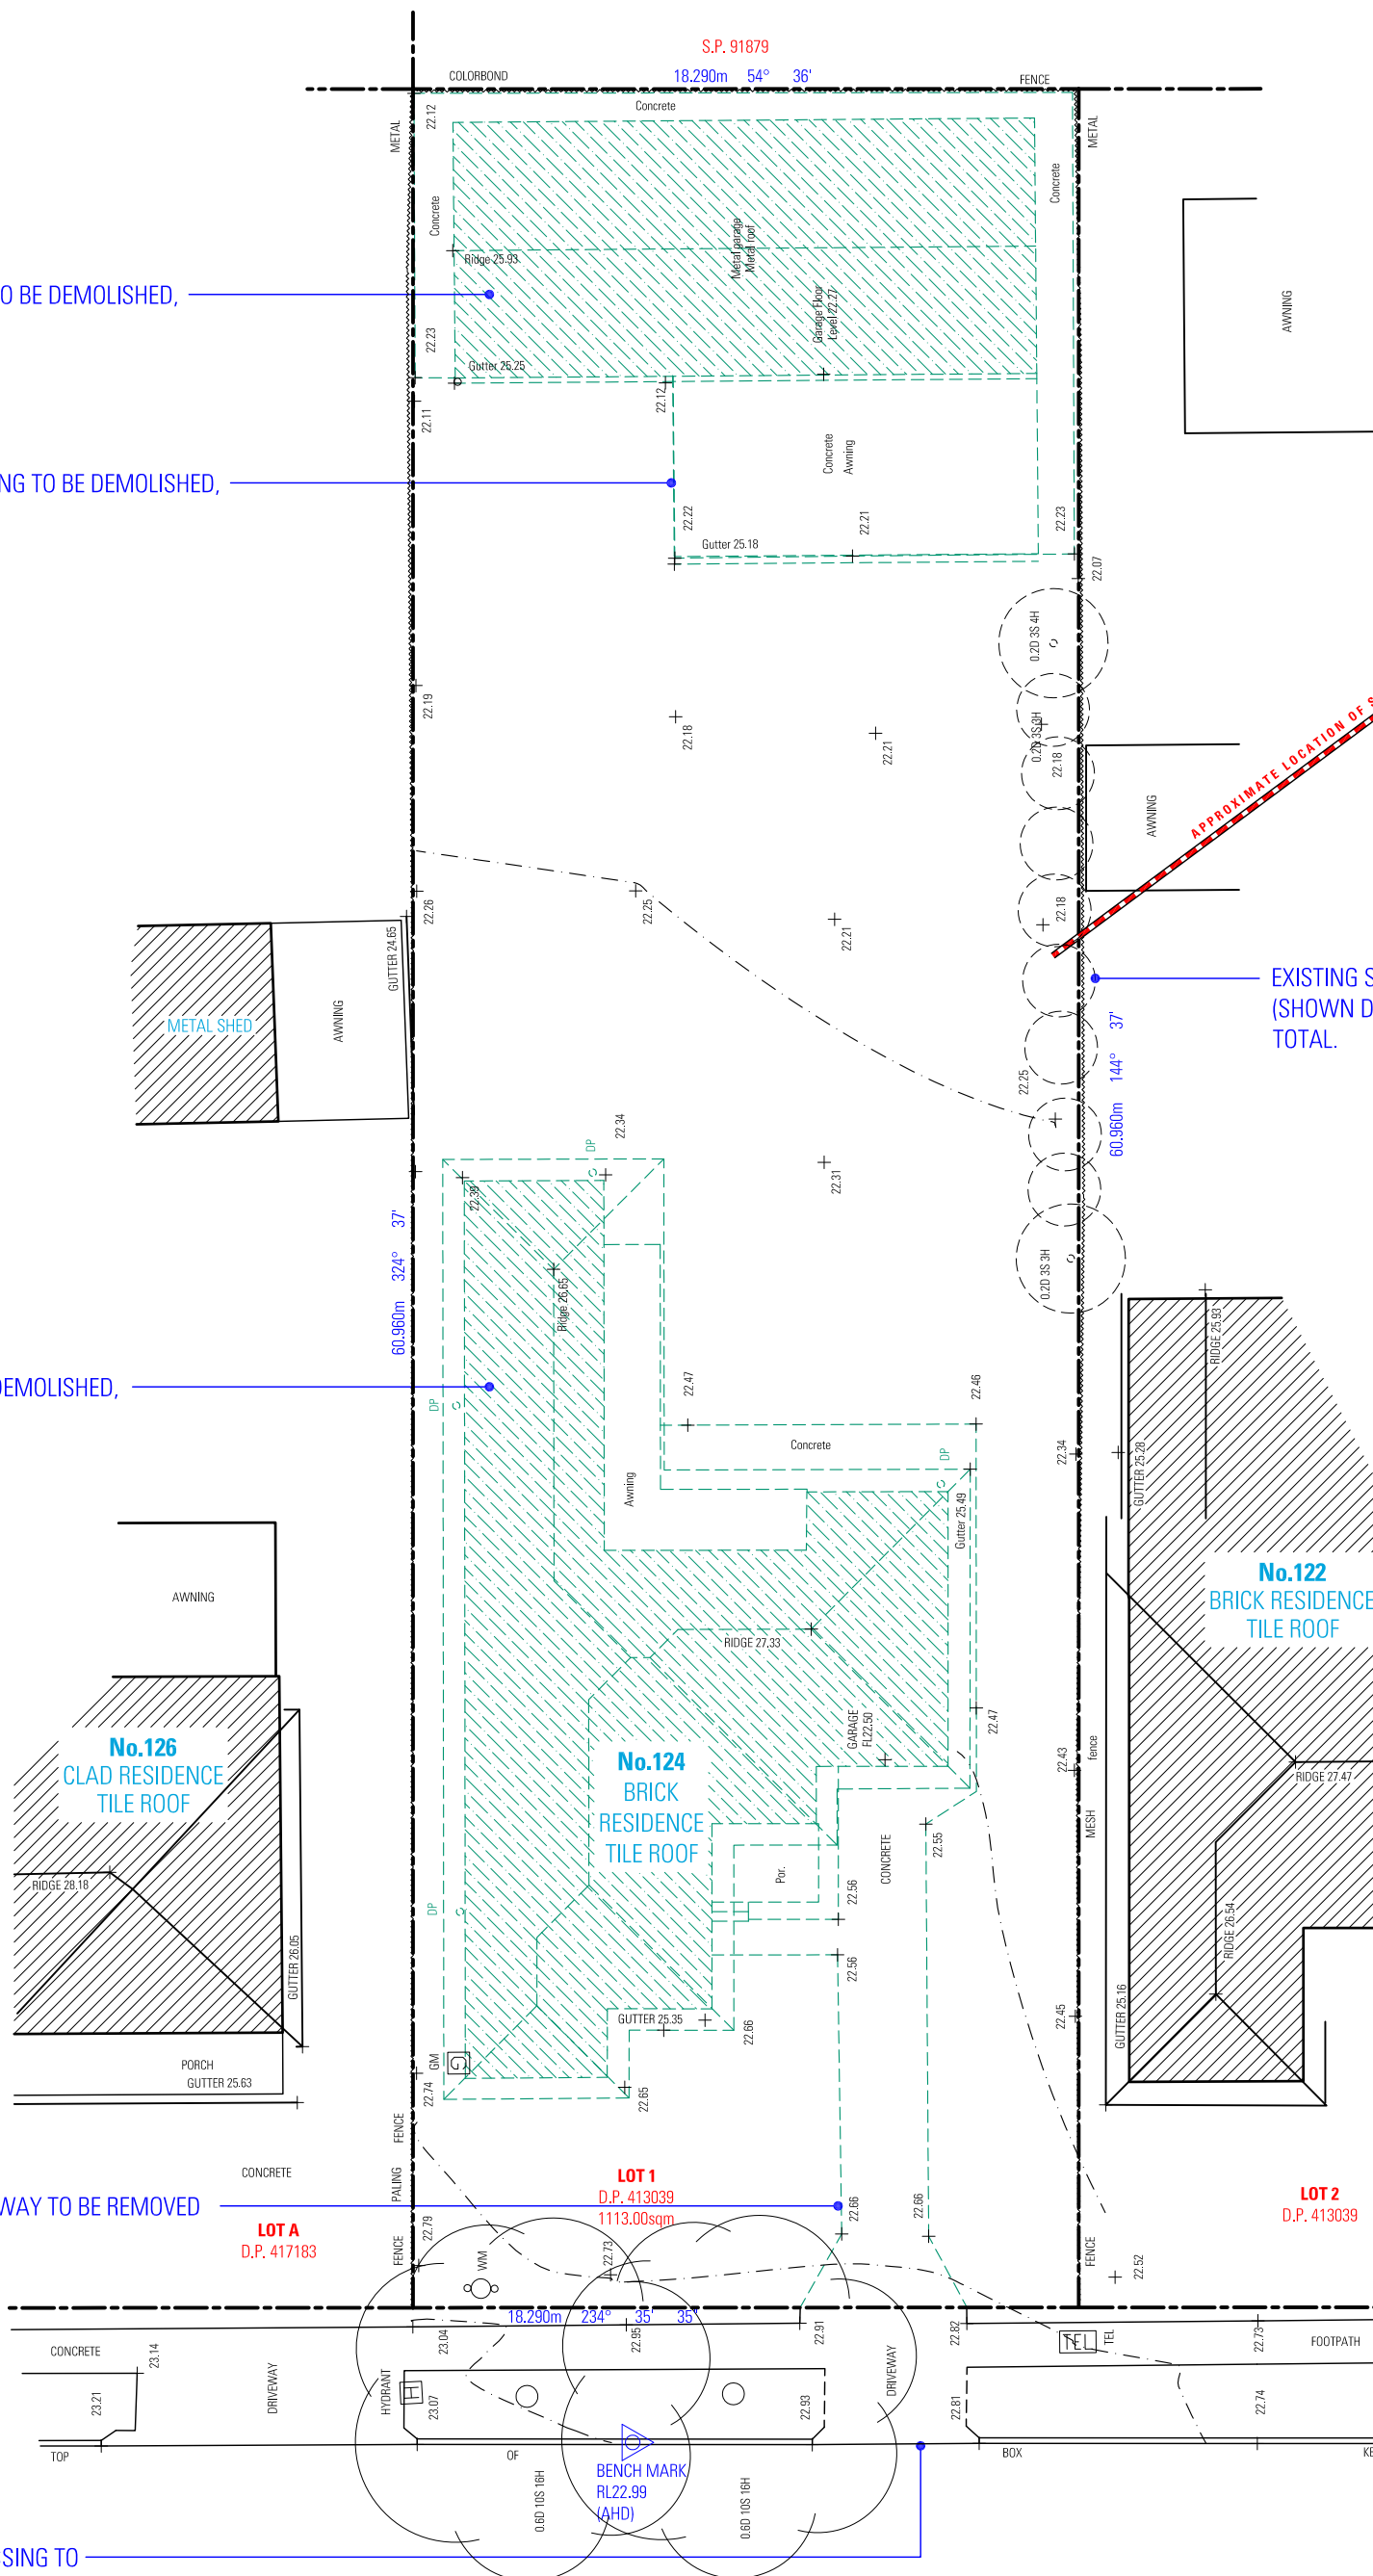 S.P. 91879
COLORBOND
18.290m 54° 36'
FENCE
Concrete
METAL
22.12
METAL
Concrete
Concrete
Metal garage
Metal roof
Ridge 25.93
O BE DEMOLISHED,
Garage Floor
Level 22.27
AWNING
22.23
Gutter 25.25
22.11
22.12
Concrete
Awning
NG TO BE DEMOLISHED,
22.22
22.21
22.23
Gutter 25.18
22.07
0.2D 3S 4H
22.19
22.18
22.21
0.2D 3S 3H
22.18
APPROXIMATE LOCATION OF S
AWNING
22.26
22.25
22.21
22.18
GUTTER 24.65
METAL SHED
AWNING
EXISTING S
(SHOWN D
TOTAL.
60.960m 144° 37'
22.25
22.34
DP
22.31
22.39
60.960m 324° 37'
Ridge 26.65
0.2D 3S 3H
RIDGE 25.93
DEMOLISHED,
DP
22.47
22.46
Concrete
22.34
DP
GUTTER 25.28
Awning
Gutter 25.49
No.122
BRICK RESIDENCE
TILE ROOF
AWNING
RIDGE 27.33
22.47
GARAGE
FL22.50
No.126
CLAD RESIDENCE
TILE ROOF
No.124
BRICK
RESIDENCE
TILE ROOF
22.43
fence
MESH
RIDGE 27.47
22.55
CONCRETE
Por.
RIDGE 28.18
22.56
DP
22.56
RIDGE 26.54
GUTTER 26.05
GUTTER 25.35
22.66
22.45
GUTTER 25.16
PORCH
GUTTER 25.63
GM
G
22.74
22.65
FENCE
CONCRETE
PALING
LOT 1
D.P. 413039
1113.00sqm
WAY TO BE REMOVED
22.66
22.66
LOT 2
D.P. 413039
LOT A
D.P. 417183
22.79
FENCE
WM
22.73
FENCE
22.52
18.290m 234° 35' 35"
CONCRETE
23.14
23.04
22.95
22.91
22.82
TEL
TEL
22.73
FOOTPATH
23.21
DRIVEWAY
HYDRANT
H
23.07
22.93
DRIVEWAY
22.81
22.74
TOP
OF
BOX
KE
BENCH MARK
RL22.99
(AHD)
0.6D 10S 16H
0.6D 10S 16H
SING TO